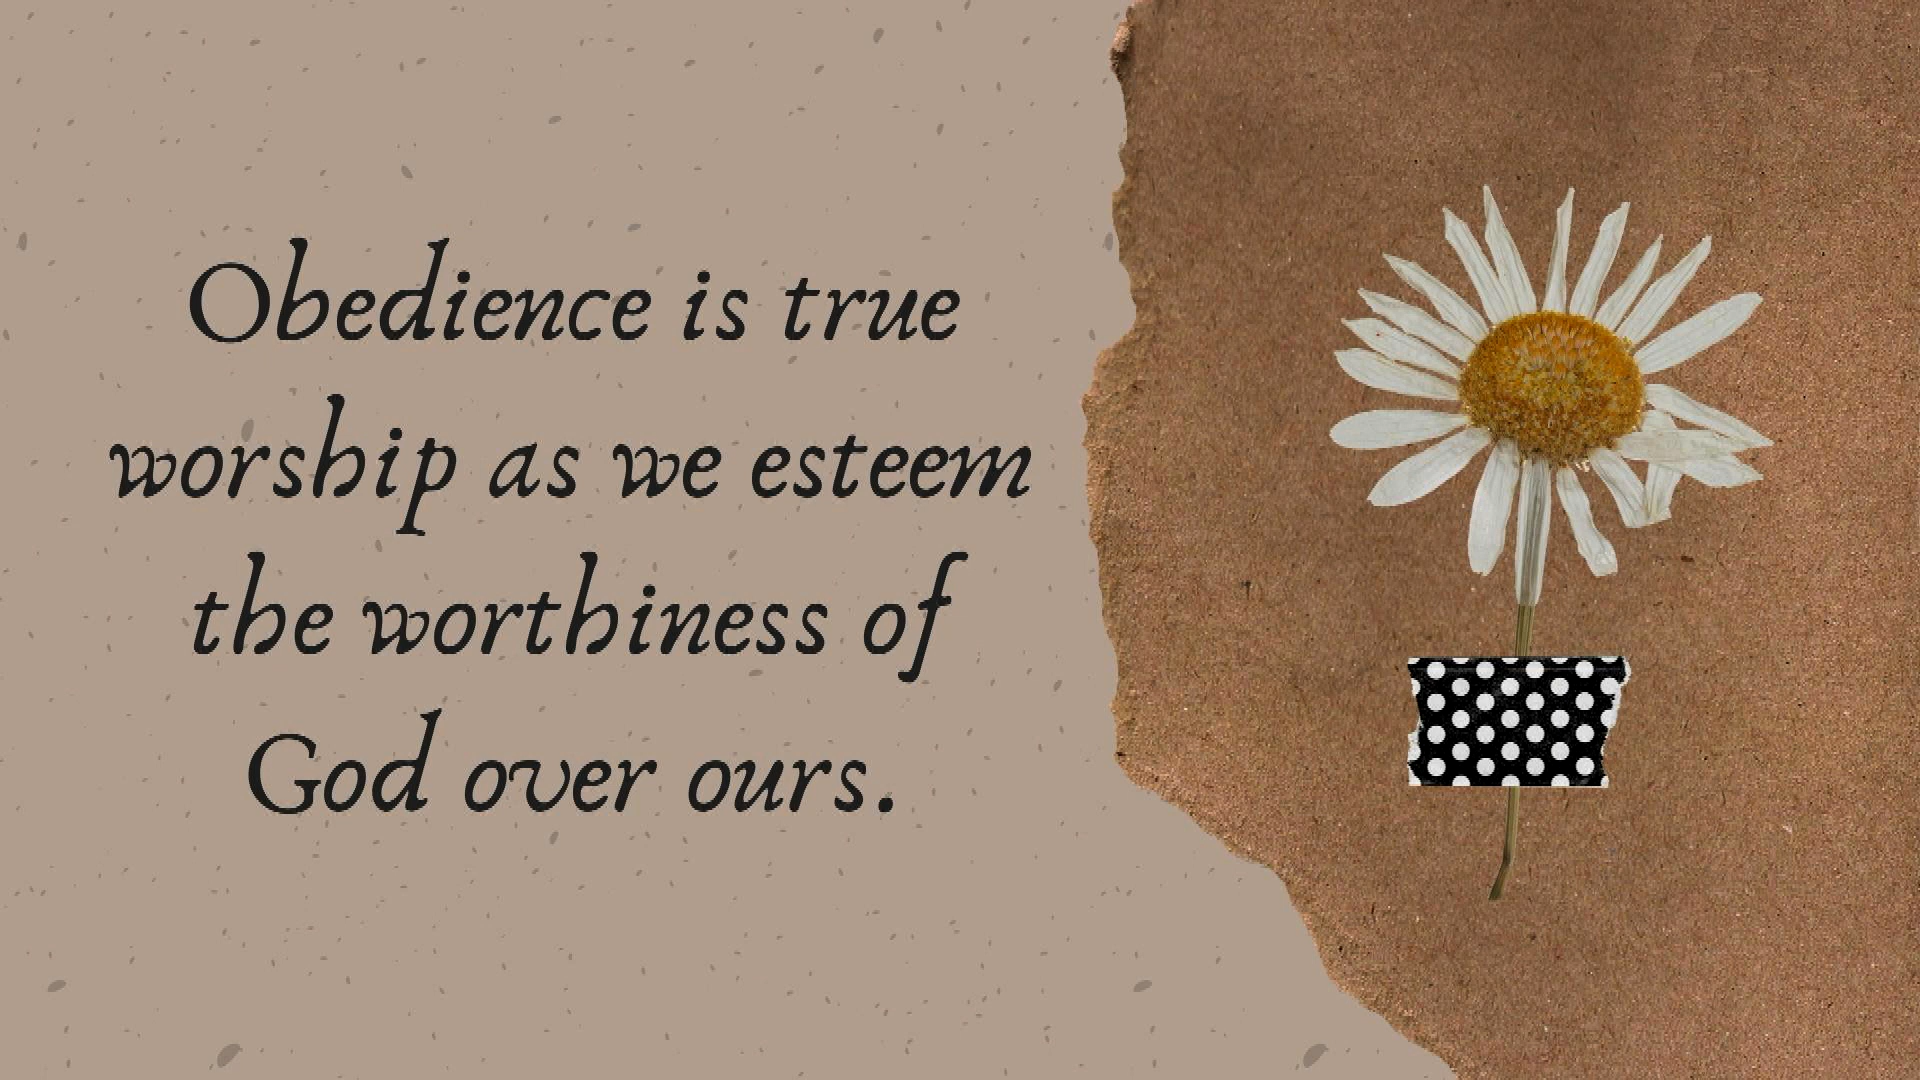 Obedience is true
worship as we esteem
the worthiness of
God over ours.